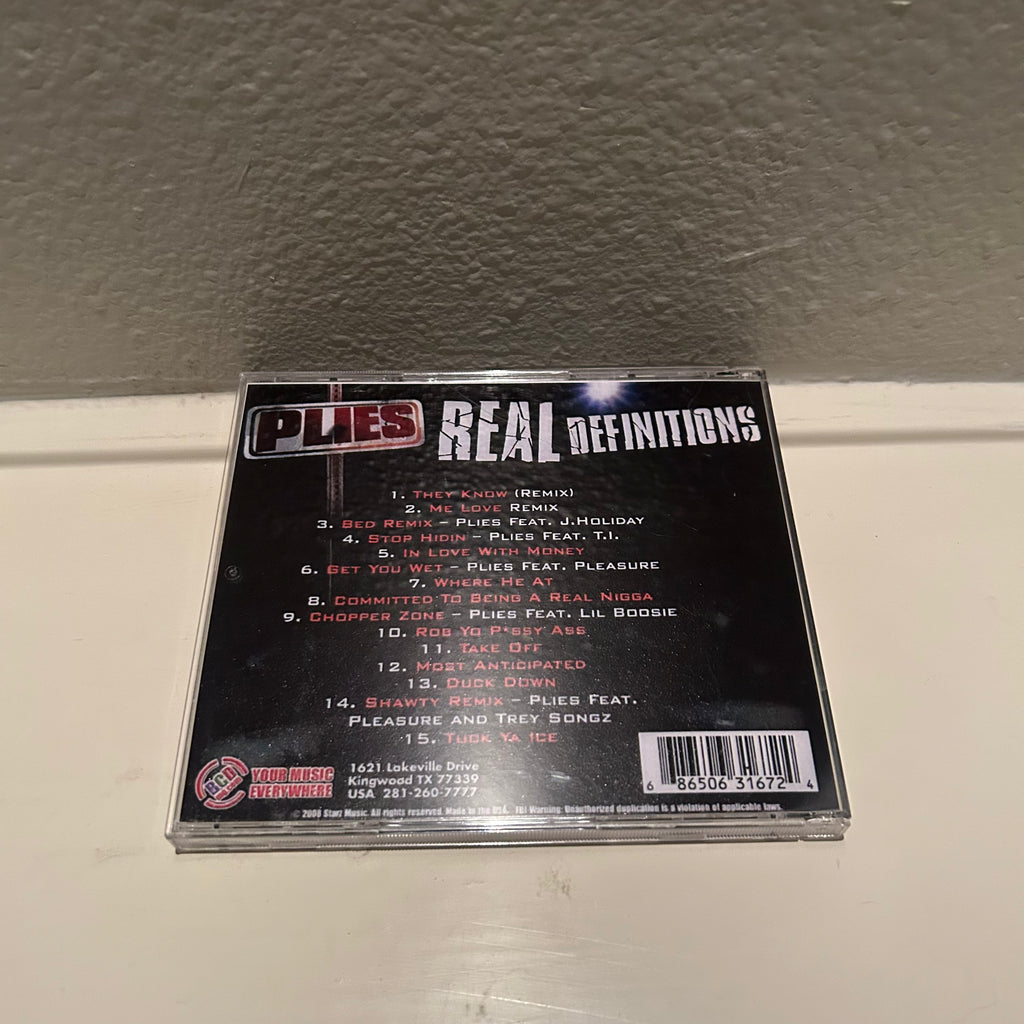 PLIES REAL DEFINITIONS
1. They Know (Remix)
2. Me Love Remix
3. Bed Remix – Plies Feat. J.Holiday
4. Stop Hidin – Plies Feat. T.I.
5. In Love With Money
6. Get You Wet – Plies Feat. Pleasure
7. Where He At
8. Committed To Being A Real Nigga
9. Chopper Zone – Plies Feat. Lil Boosie
10. Rob Yo P*ssy Ass
11. Take Off
12. Most Anticipated
13. Duck Down
14. Shawty Remix – Plies Feat.
Pleasure and Trey Songz
15. Tuck Ya Ice
BCD
YOUR MUSIC
EVERYWHERE
1621 Lakeville Drive
Kingwood TX 77339
USA 281-260-7777
6 86506 31672 4
© 2008 Starz Music. All rights reserved. Made in the USA. FBI Warning: Unauthorized duplication is a violation of applicable laws.